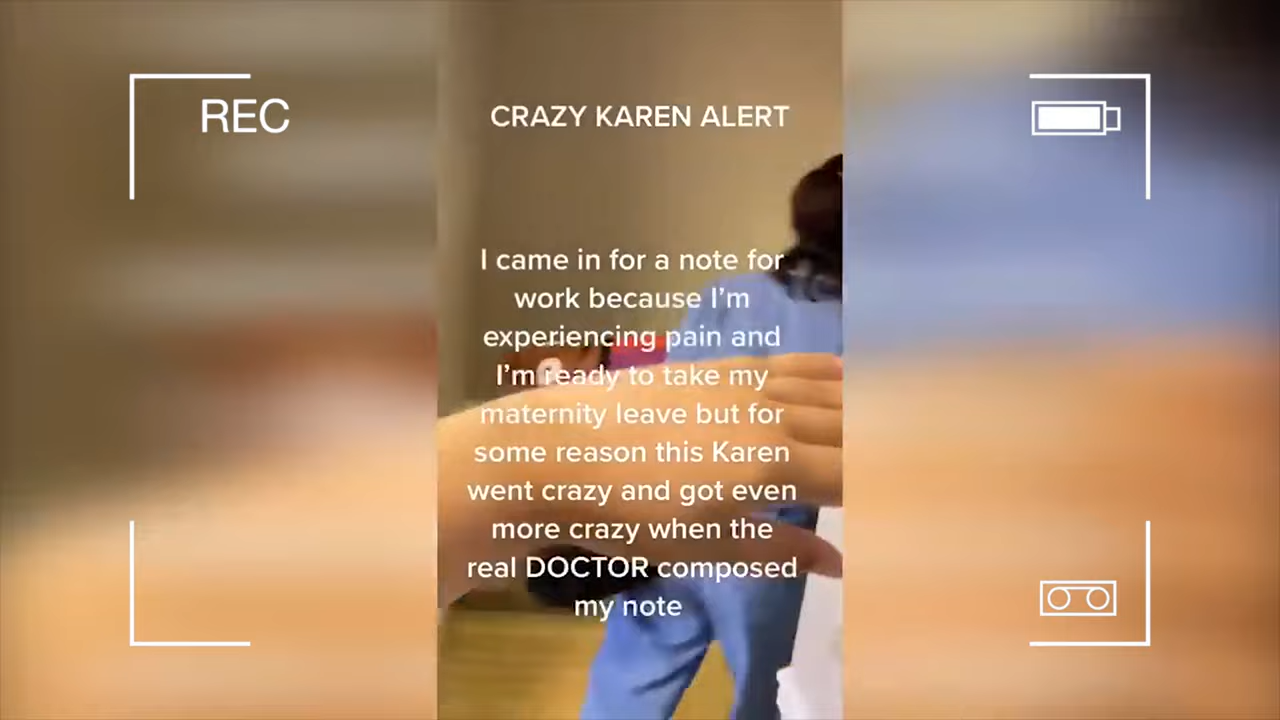 REC
CRAZY KAREN ALERT
I came in for a note for
work because I’m
experiencing pain and
I’m ready to take my
maternity leave but for
some reason this Karen
went crazy and got even
more crazy when the
real DOCTOR composed
my note